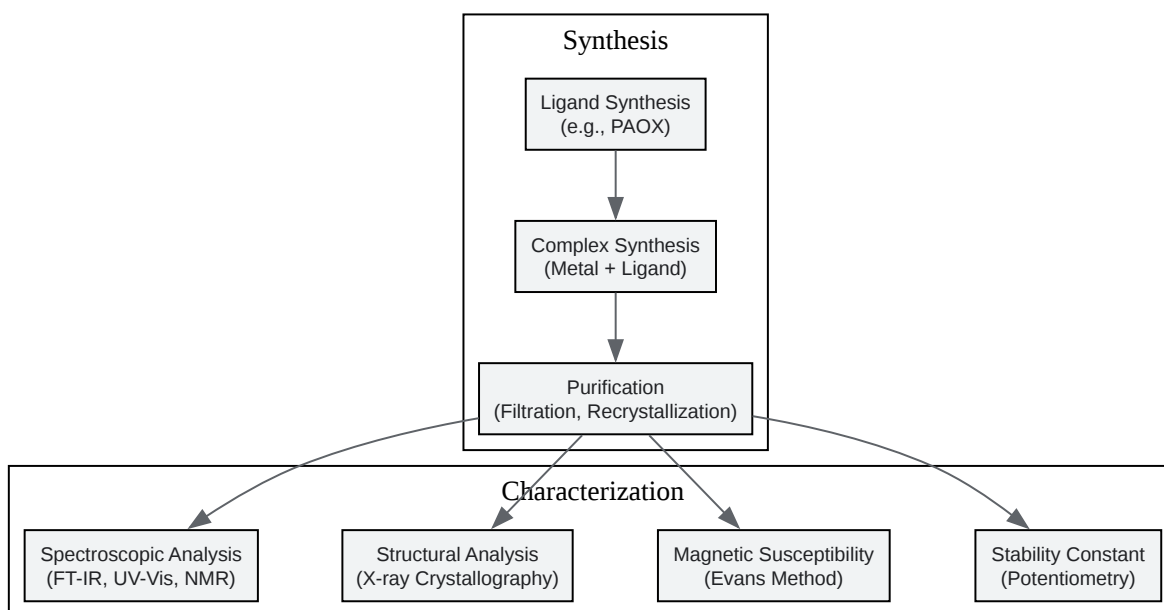 Synthesis
Ligand Synthesis
(e.g., PAOX)
Complex Synthesis
(Metal + Ligand)
Purification
(Filtration, Recrystallization)
Characterization
Spectroscopic Analysis
(FT-IR, UV-Vis, NMR)
Structural Analysis
(X-ray Crystallography)
Magnetic Susceptibility
(Evans Method)
Stability Constant
(Potentiometry)